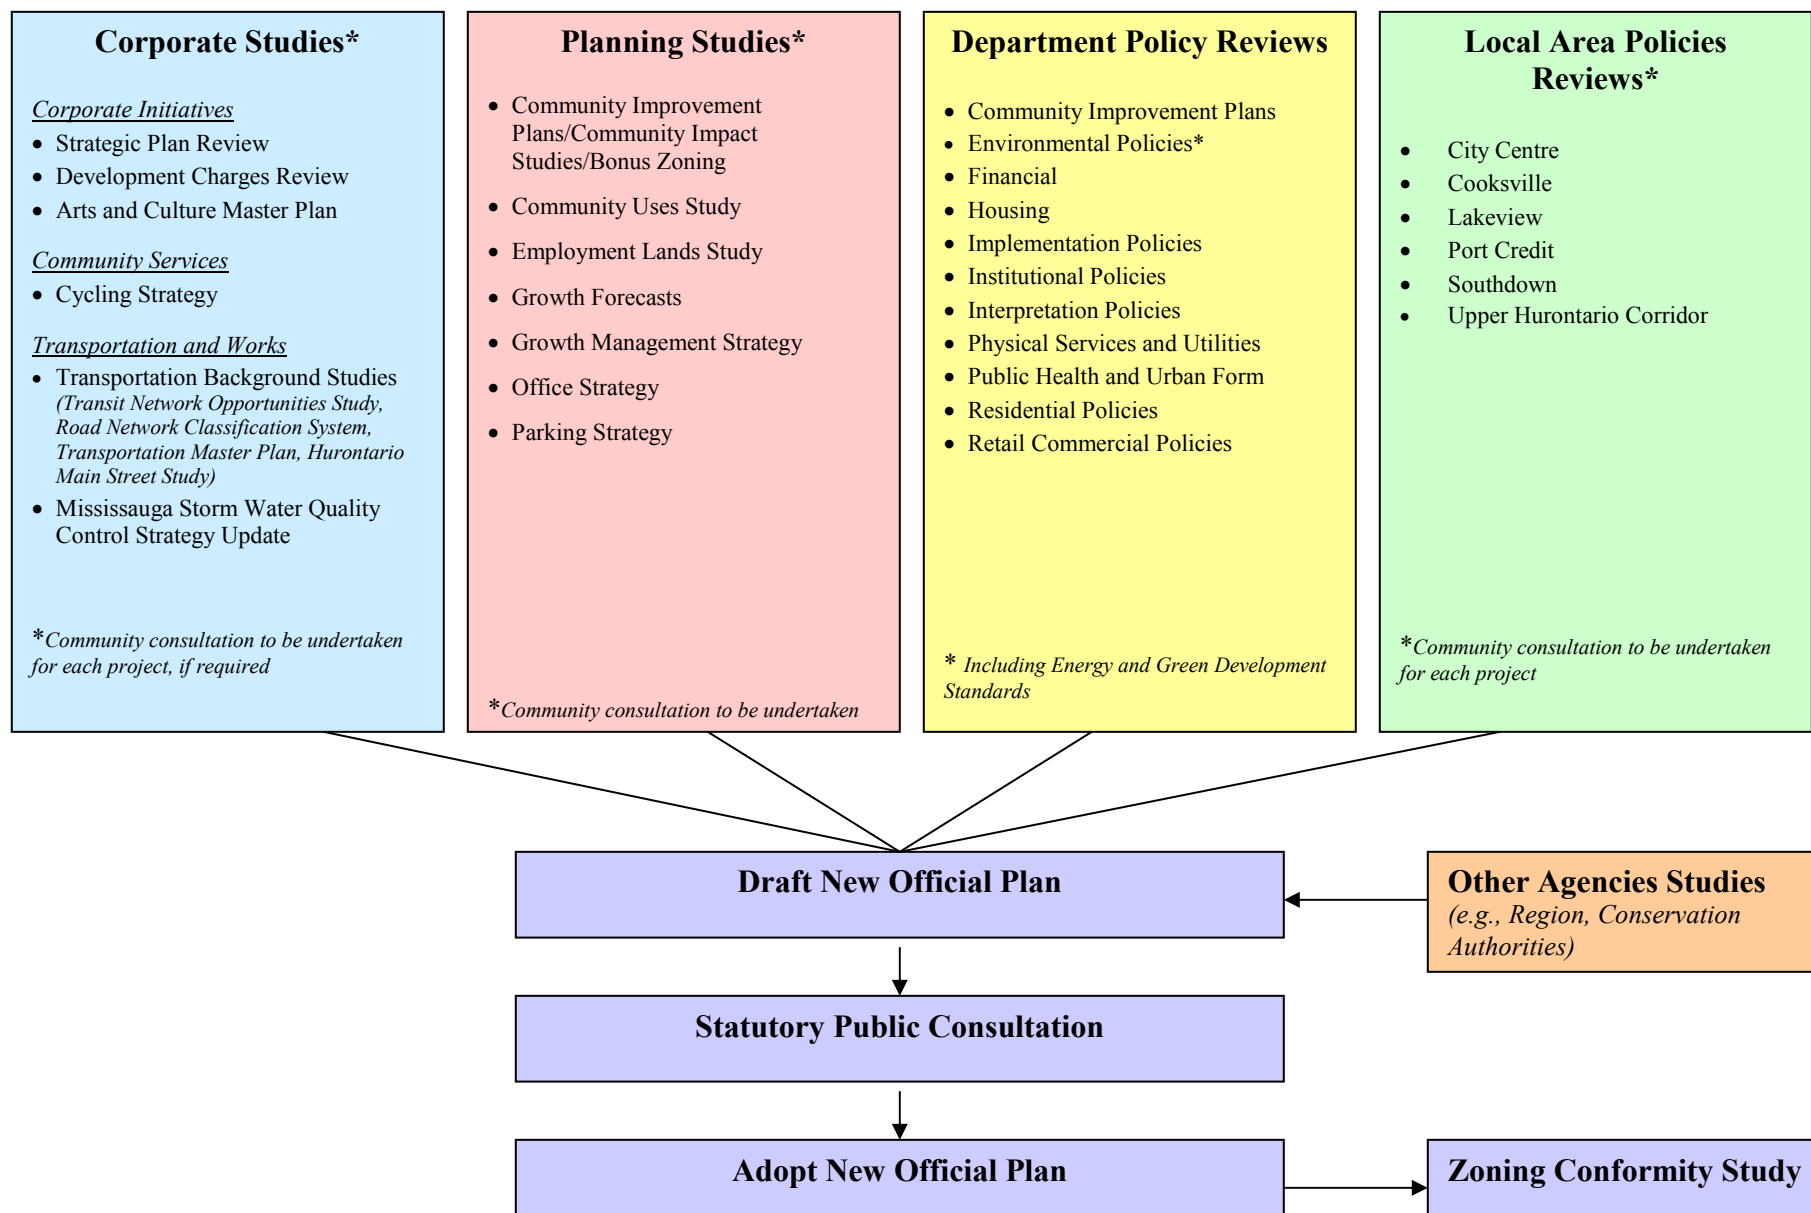 Corporate Studies*
Corporate Initiatives
• Strategic Plan Review
• Development Charges Review
• Arts and Culture Master Plan
Community Services
• Cycling Strategy
Transportation and Works
• Transportation Background Studies
(Transit Network Opportunities Study,
Road Network Classification System,
Transportation Master Plan, Hurontario
Main Street Study)
• Mississauga Storm Water Quality
Control Strategy Update
*Community consultation to be undertaken
for each project, if required
Planning Studies*
• Community Improvement
Plans/Community Impact
Studies/Bonus Zoning
• Community Uses Study
• Employment Lands Study
• Growth Forecasts
• Growth Management Strategy
• Office Strategy
• Parking Strategy
*Community consultation to be undertaken
Department Policy Reviews
• Community Improvement Plans
• Environmental Policies*
• Financial
• Housing
• Implementation Policies
• Institutional Policies
• Interpretation Policies
• Physical Services and Utilities
• Public Health and Urban Form
• Residential Policies
• Retail Commercial Policies
* Including Energy and Green Development
Standards
Local Area Policies
Reviews*
• City Centre
• Cooksville
• Lakeview
• Port Credit
• Southdown
• Upper Hurontario Corridor
*Community consultation to be undertaken
for each project
Draft New Official Plan
Other Agencies Studies
(e.g., Region, Conservation
Authorities)
Statutory Public Consultation
Adopt New Official Plan
Zoning Conformity Study